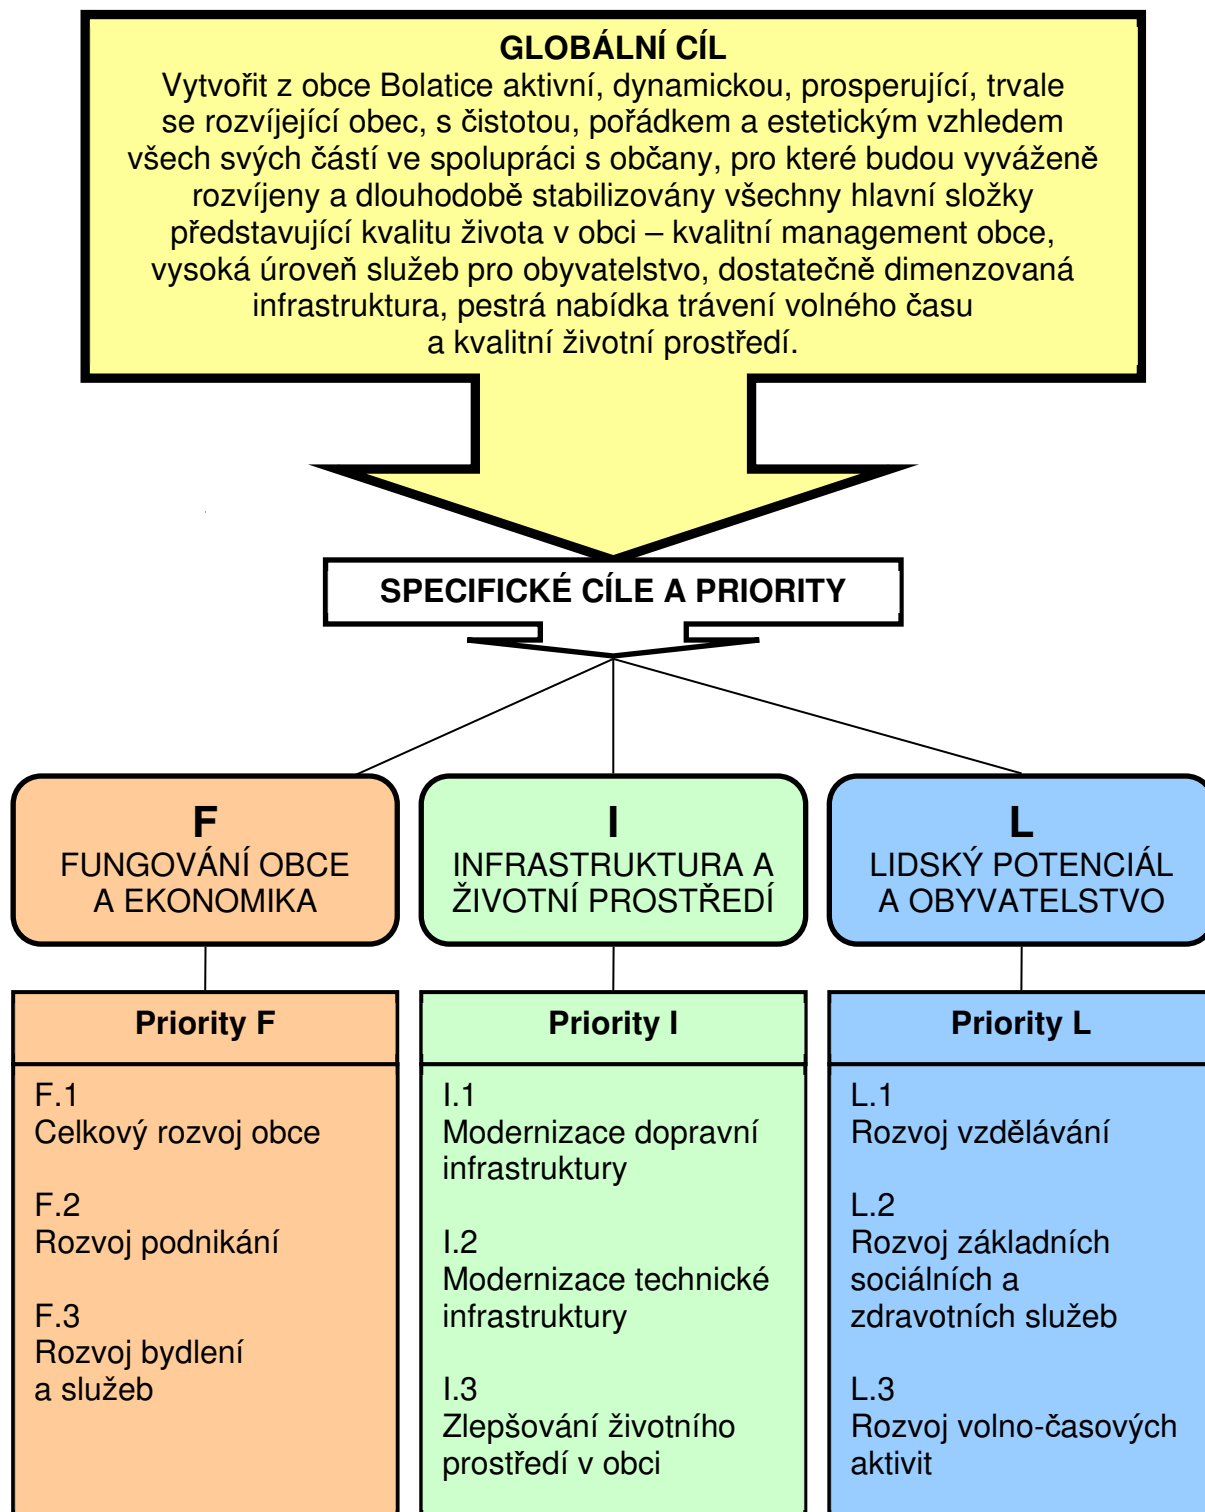 GLOBÁLNÍ CÍL
Vytvořit z obce Bolatice aktivní, dynamickou, prosperující, trvale
se rozvíjející obec, s čistotou, pořádkem a estetickým vzhledem
všech svých částí ve spolupráci s občany, pro které budou vyváženě
rozvíjeny a dlouhodobě stabilizovány všechny hlavní složky
představující kvalitu života v obci – kvalitní management obce,
vysoká úroveň služeb pro obyvatelstvo, dostatečně dimenzovaná
infrastruktura, pestrá nabídka trávení volného času
a kvalitní životní prostředí.
SPECIFICKÉ CÍLE A PRIORITY
F
FUNGOVÁNÍ OBCE
A EKONOMIKA
I
INFRASTRUKTURA A
ŽIVOTNÍ PROSTŘEDÍ
L
LIDSKÝ POTENCIÁL
A OBYVATELSTVO
Priority F
F.1
Celkový rozvoj obce
F.2
Rozvoj podnikání
F.3
Rozvoj bydlení
a služeb
Priority I
I.1
Modernizace dopravní
infrastruktury
I.2
Modernizace technické
infrastruktury
I.3
Zlepšování životního
prostředí v obci
Priority L
L.1
Rozvoj vzdělávání
L.2
Rozvoj základních
sociálních a
zdravotních služeb
L.3
Rozvoj volno-časových
aktivit